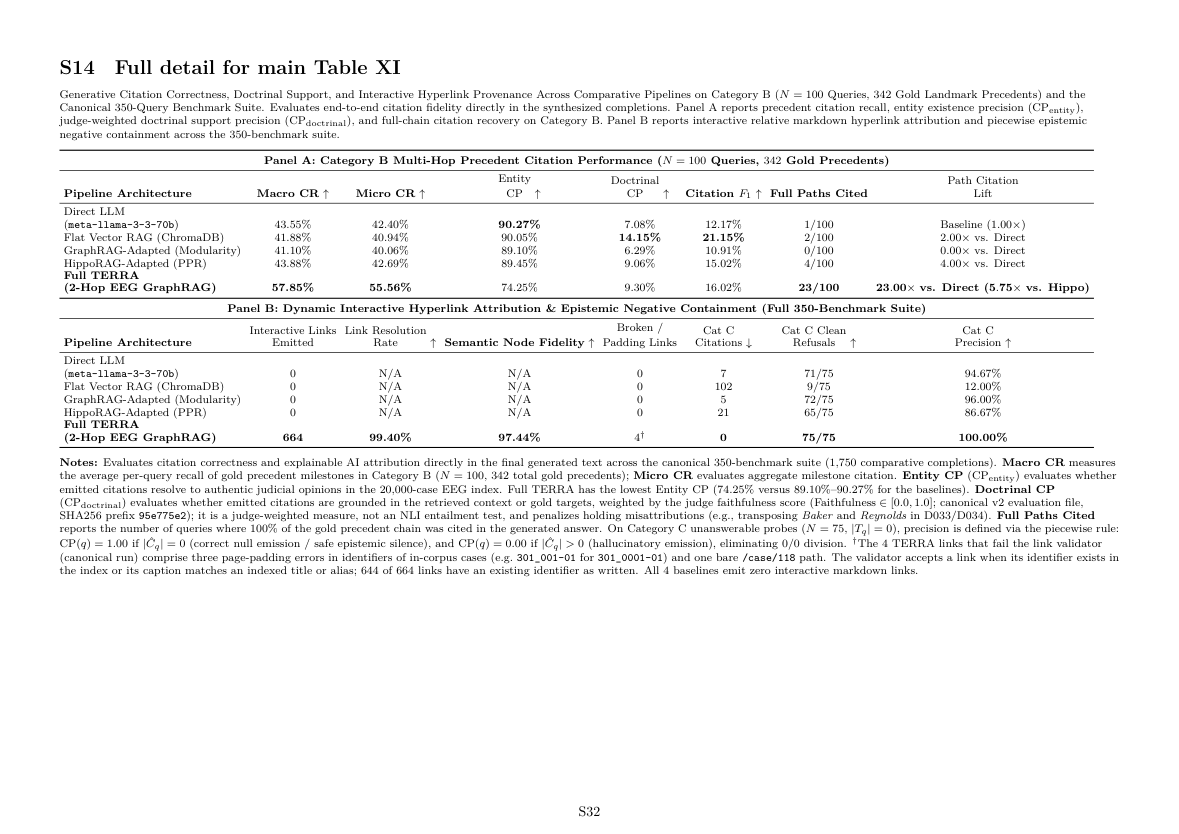 S14 Full detail for main Table XI
Generative Citation Correctness, Doctrinal Support, and Interactive Hyperlink Provenance Across Comparative Pipelines on Category B (N = 100 Queries, 342 Gold Landmark Precedents) and the
Canonical 350-Query Benchmark Suite. Evaluates end-to-end citation fidelity directly in the synthesized completions. Panel A reports precedent citation recall, entity existence precision (CP_entity),
judge-weighted doctrinal support precision (CP_doctrinal), and full-chain citation recovery on Category B. Panel B reports interactive relative markdown hyperlink attribution and piecewise epistemic
negative containment across the 350-benchmark suite.
Panel A: Category B Multi-Hop Precedent Citation Performance (N = 100 Queries, 342 Gold Precedents)
Entity Doctrinal Path Citation
Pipeline Architecture Macro CR ↑ Micro CR ↑ CP ↑ CP ↑ Citation F1 ↑ Full Paths Cited Lift
Direct LLM
(meta-llama-3-3-70b) 43.55% 42.40% 90.27% 7.08% 12.17% 1/100 Baseline (1.00×)
Flat Vector RAG (ChromaDB) 41.88% 40.94% 90.05% 14.15% 21.15% 2/100 2.00× vs. Direct
GraphRAG-Adapted (Modularity) 41.10% 40.06% 89.10% 6.29% 10.91% 0/100 0.00× vs. Direct
HippoRAG-Adapted (PPR) 43.88% 42.69% 89.45% 9.06% 15.02% 4/100 4.00× vs. Direct
Full TERRA
(2-Hop EEG GraphRAG) 57.85% 55.56% 74.25% 9.30% 16.02% 23/100 23.00× vs. Direct (5.75× vs. Hippo)
Panel B: Dynamic Interactive Hyperlink Attribution & Epistemic Negative Containment (Full 350-Benchmark Suite)
Interactive Links Link Resolution Broken / Cat C Cat C Clean Cat C
Pipeline Architecture Emitted Rate ↑ Semantic Node Fidelity ↑ Padding Links Citations ↓ Refusals ↑ Precision ↑
Direct LLM
(meta-llama-3-3-70b) 0 N/A N/A 0 7 71/75 94.67%
Flat Vector RAG (ChromaDB) 0 N/A N/A 0 102 9/75 12.00%
GraphRAG-Adapted (Modularity) 0 N/A N/A 0 5 72/75 96.00%
HippoRAG-Adapted (PPR) 0 N/A N/A 0 21 65/75 86.67%
Full TERRA
(2-Hop EEG GraphRAG) 664 99.40% 97.44% 4† 0 75/75 100.00%
Notes: Evaluates citation correctness and explainable AI attribution directly in the final generated text across the canonical 350-benchmark suite (1,750 comparative completions). Macro CR measures
the average per-query recall of gold precedent milestones in Category B (N = 100, 342 total gold precedents); Micro CR evaluates aggregate milestone citation. Entity CP (CP_entity) evaluates whether
emitted citations resolve to authentic judicial opinions in the 20,000-case EEG index. Full TERRA has the lowest Entity CP (74.25% versus 89.10%–90.27% for the baselines). Doctrinal CP
(CP_doctrinal) evaluates whether emitted citations are grounded in the retrieved context or gold targets, weighted by the judge faithfulness score (Faithfulness ∈ [0.0, 1.0]; canonical v2 evaluation file,
SHA256 prefix 95e775e2); it is a judge-weighted measure, not an NLI entailment test, and penalizes holding misattributions (e.g., transposing Baker and Reynolds in D033/D034). Full Paths Cited
reports the number of queries where 100% of the gold precedent chain was cited in the generated answer. On Category C unanswerable probes (N = 75, |T_q| = 0), precision is defined via the piecewise rule:
CP(q) = 1.00 if |Ĉ_q| = 0 (correct null emission / safe epistemic silence), and CP(q) = 0.00 if |Ĉ_q| > 0 (hallucinatory emission), eliminating 0/0 division. †The 4 TERRA links that fail the link validator
(canonical run) comprise three page-padding errors in identifiers of in-corpus cases (e.g. 301_001-01 for 301_0001-01) and one bare /case/118 path. The validator accepts a link when its identifier exists in
the index or its caption matches an indexed title or alias; 644 of 664 links have an existing identifier as written. All 4 baselines emit zero interactive markdown links.
S32